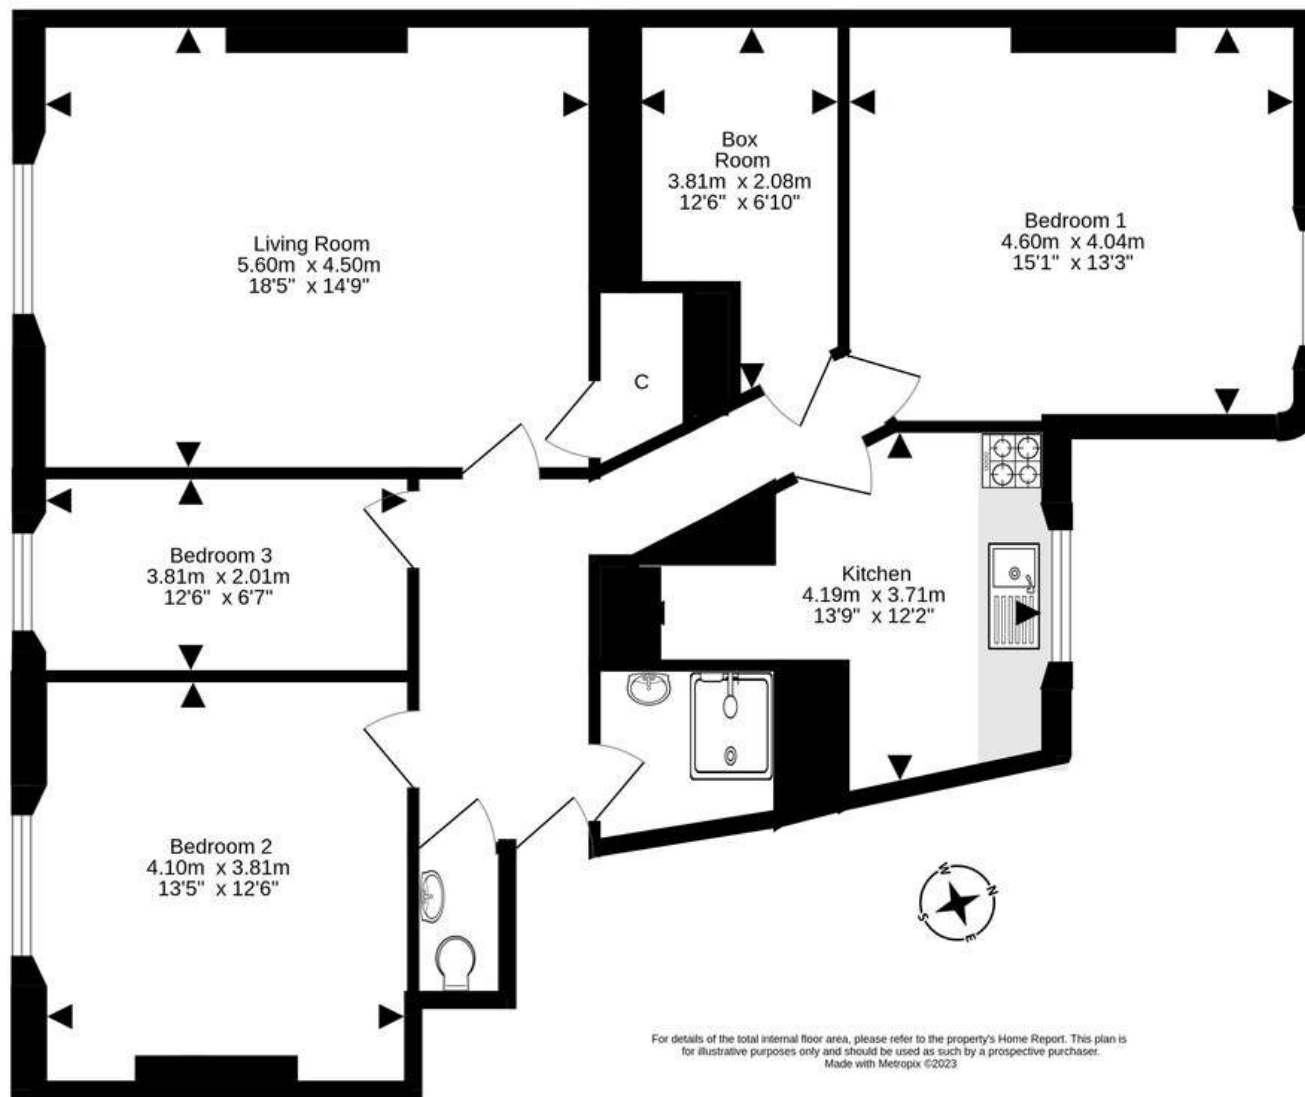 Living Room
5.60m x 4.50m
18'5" x 14'9"
Box
Room
3.81m x 2.08m
12'6" x 6'10"
Bedroom 1
4.60m x 4.04m
15'1" x 13'3"
C
Bedroom 3
3.81m x 2.01m
12'6" x 6'7"
Kitchen
4.19m x 3.71m
13'9" x 12'2"
Bedroom 2
4.10m x 3.81m
13'5" x 12'6"
W
N
S
E
For details of the total internal floor area, please refer to the property's Home Report. This plan is
for illustrative purposes only and should be used as such by a prospective purchaser.
Made with Metropix ©2023